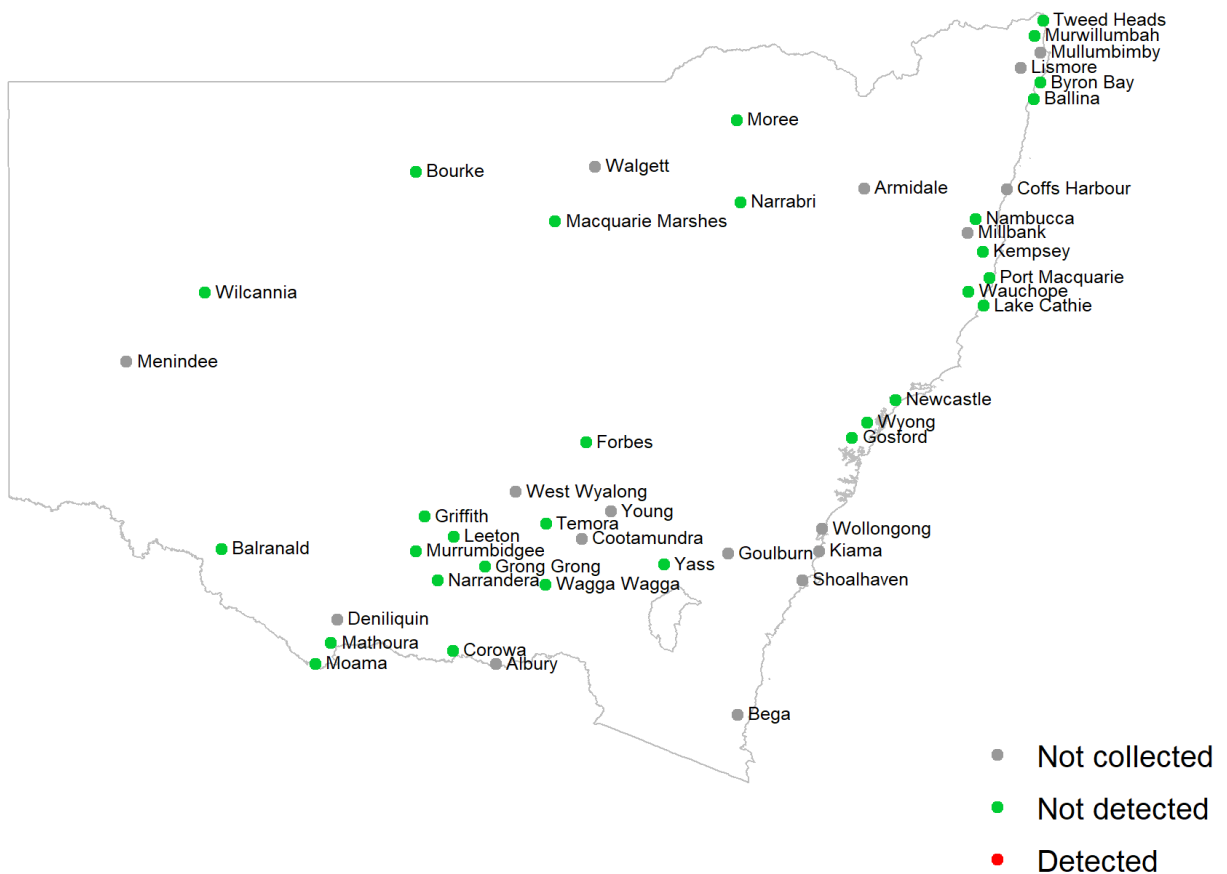 Tweed Heads
Murwillumbah
Mullumbimby
Lismore
Byron Bay
Ballina
Moree
Walgett
Bourke
Armidale
Coffs Harbour
Narrabri
Macquarie Marshes
Nambucca
Millbank
Kempsey
Port Macquarie
Wauchope
Wilcannia
Lake Cathie
Menindee
Newcastle
Wyong
Gosford
Forbes
West Wyalong
Young
Griffith
Temora
Wollongong
Leeton
Cootamundra
Balranald
Murrumbidgee
Goulburn
Kiama
Yass
Grong Grong
Narrandera
Wagga Wagga
Shoalhaven
Deniliquin
Mathoura
Corowa
Moama
Albury
Bega
Not collected
Not detected
Detected